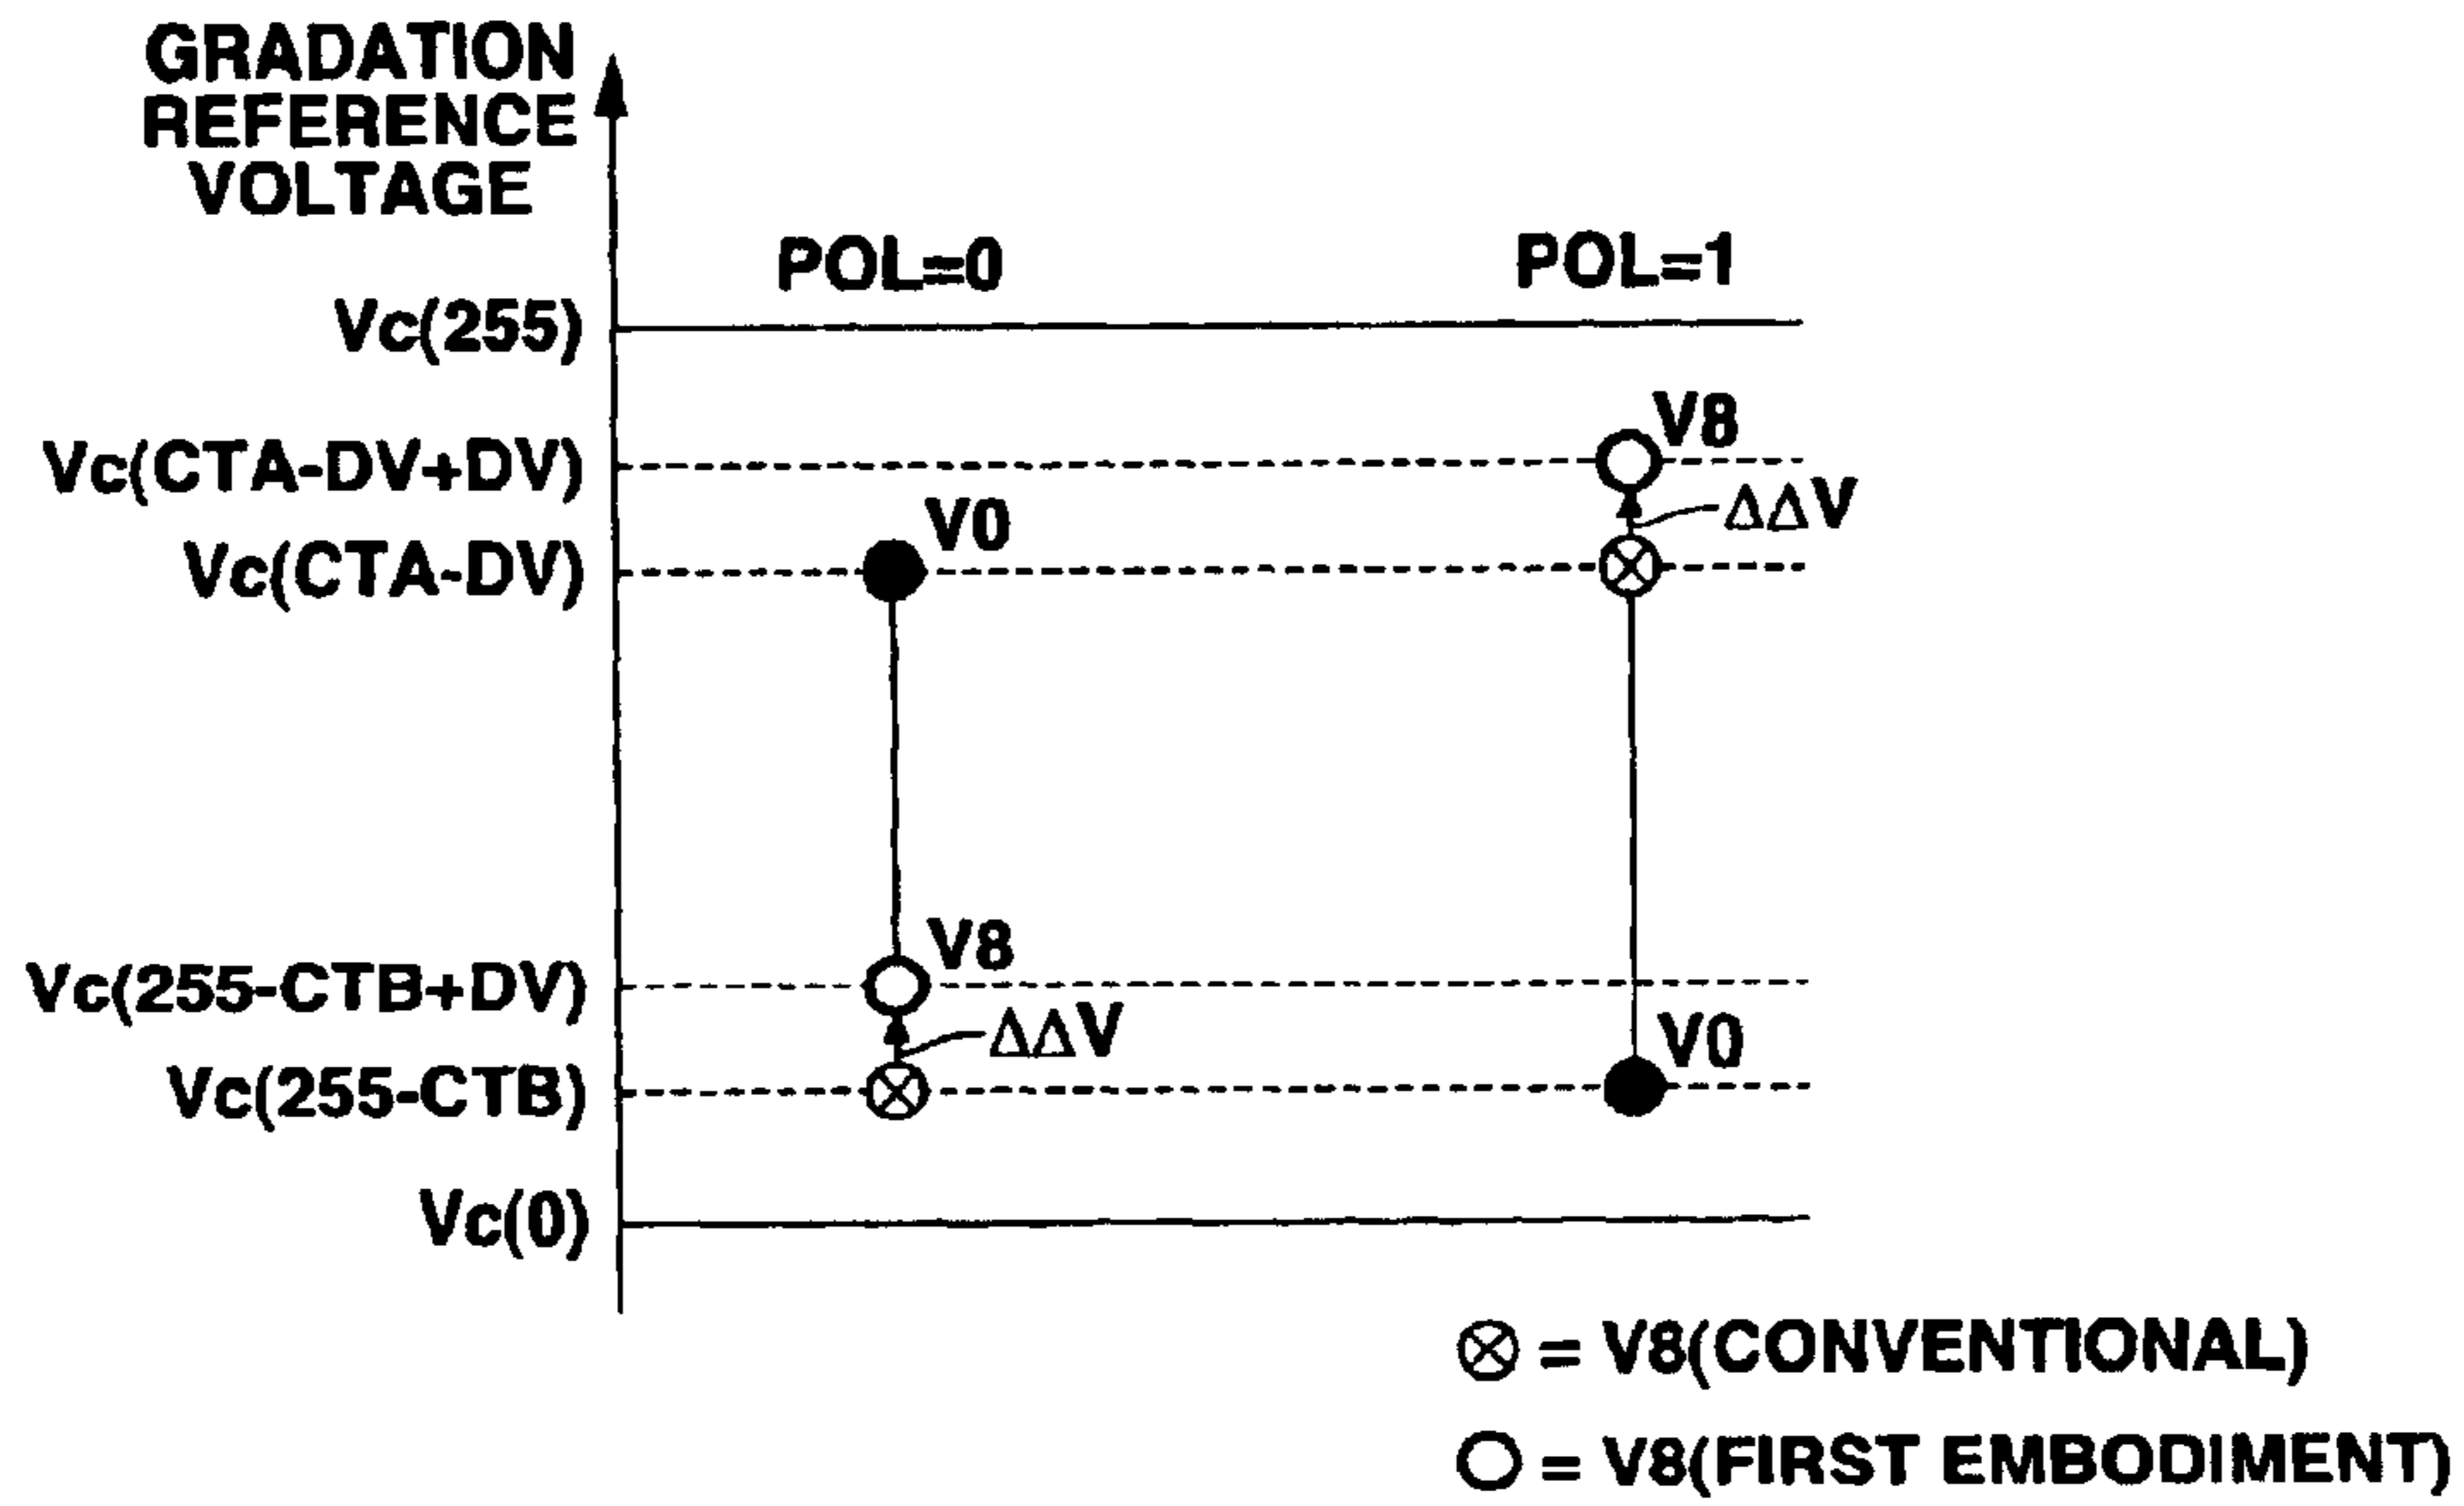 GRADATION
REFERENCE
VOLTAGE
POL=0
POL=1
Vc(255)
V8
Vc(CTA-DV+DV)
ΔΔV
V0
Vc(CTA-DV)
V8
Vc(255-CTB+DV)
V0
ΔΔV
Vc(255-CTB)
Vc(0)
= V8(CONVENTIONAL)
= V8(FIRST EMBODIMENT)